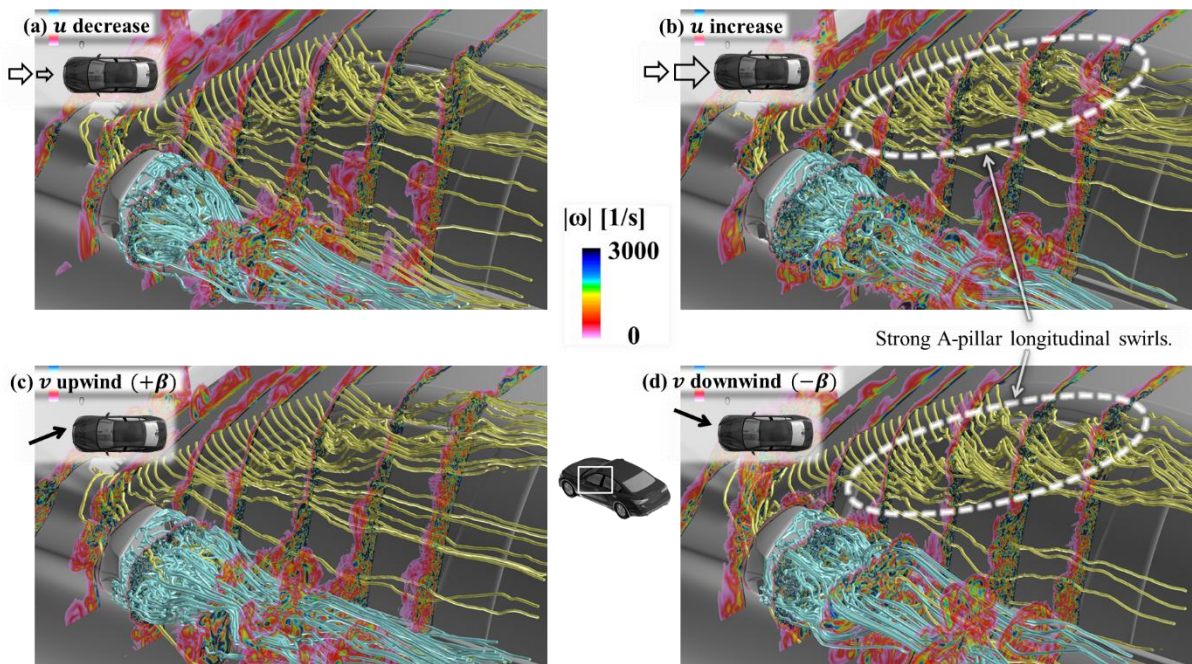 (a) u decrease
(b) u increase
|ω| [1/s]
3000
0
Strong A-pillar longitudinal swirls.
(c) v upwind (+β)
(d) v downwind (−β)